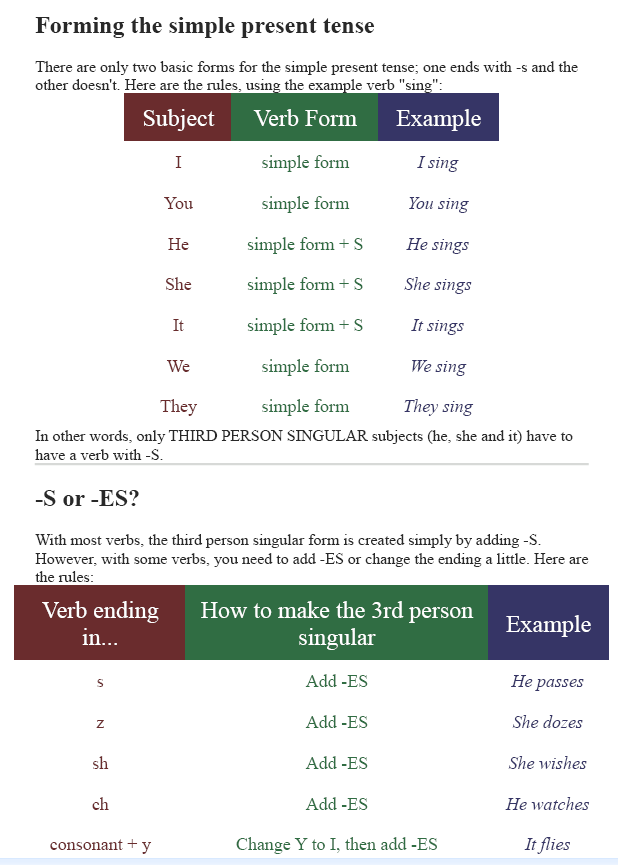 Forming the simple present tense
There are only two basic forms for the simple present tense; one ends with -s and the
other doesn't. Here are the rules, using the example verb "sing":
Subject Verb Form Example
I simple form I sing
You simple form You sing
He simple form + S He sings
She simple form + S She sings
It simple form + S It sings
We simple form We sing
They simple form They sing
In other words, only THIRD PERSON SINGULAR subjects (he, she and it) have to
have a verb with -S.
-S or -ES?
With most verbs, the third person singular form is created simply by adding -S.
However, with some verbs, you need to add -ES or change the ending a little. Here are
the rules:
Verb ending How to make the 3rd person Example
in... singular
s Add -ES He passes
z Add -ES She dozes
sh Add -ES She wishes
ch Add -ES He watches
consonant + y Change Y to I, then add -ES It flies